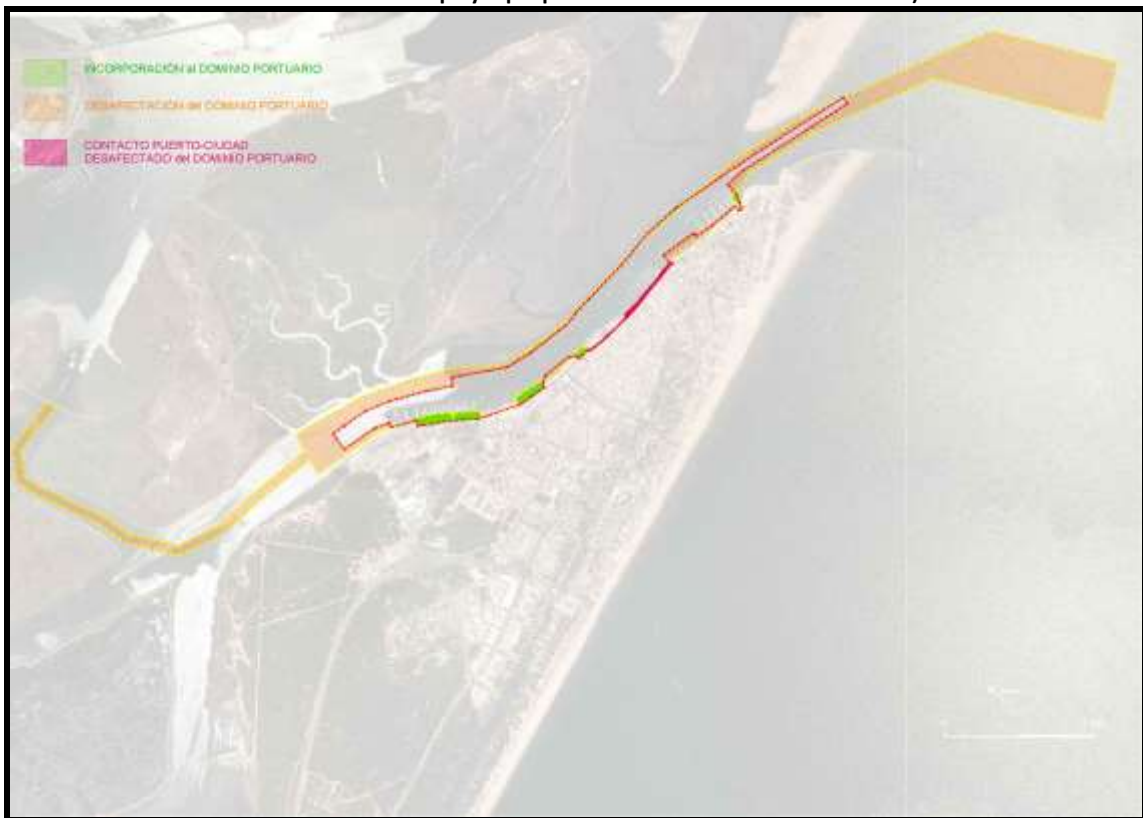 INCORPORACIÓN al DOMINIO PORTUARIO
DESAFECTACIÓN del DOMINIO PORTUARIO
CONTACTO PUERTO-CIUDAD
DESAFECTADO del DOMINIO PORTUARIO